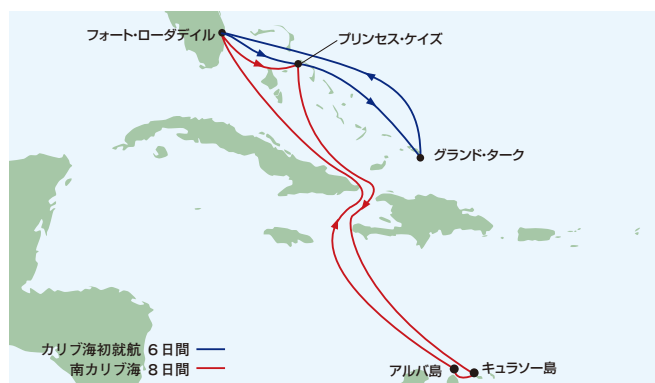 フォート・ローダデイル
プリンセス・ケイズ
グランド・ターク
カリブ海初就航 6日間
南カリブ海 8日間
アルバ島
キュラソー島